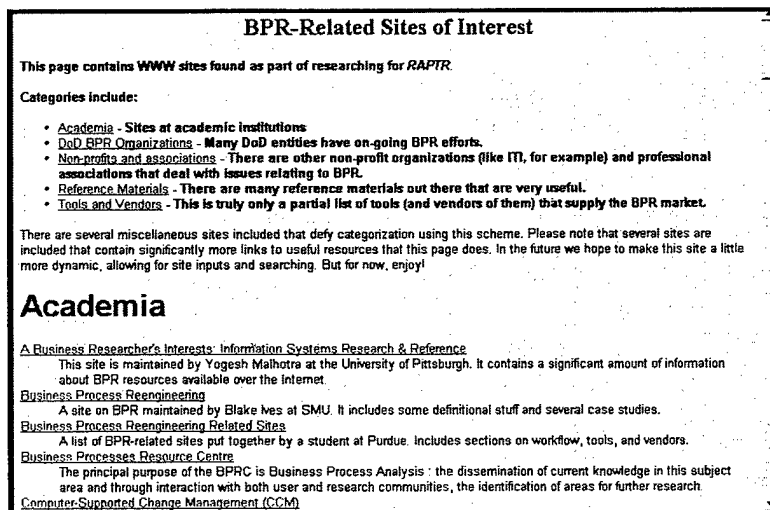 BPR-Related Sites of Interest
This page contains WWW sites found as part of researching for RAPTR.
Categories include:
• Academia - Sites at academic institutions
• DoD BPR Organizations - Many DoD entities have on-going BPR efforts.
• Non-profits and associations - There are other non-profit organizations (like ITI, for example) and professional
associations that deal with issues relating to BPR.
• Reference Materials - There are many reference materials out there that are very useful.
• Tools and Vendors - This is truly only a partial list of tools (and vendors of them) that supply the BPR market.
There are several miscellaneous sites included that defy categorization using this scheme. Please note that several sites are
included that contain significantly more links to useful resources that this page does. In the future we hope to make this site a little
more dynamic, allowing for site inputs and searching. But for now, enjoy!
Academia
A Business Researcher's Interests: Information Systems Research & Reference
This site is maintained by Yogesh Malhotra at the University of Pittsburgh. It contains a significant amount of information
about BPR resources available over the Internet.
Business Process Reengineering
A site on BPR maintained by Blake Ives at SMU. It includes some definitional stuff and several case studies.
Business Process Reengineering Related Sites
A list of BPR-related sites put together by a student at Purdue. Includes sections on workflow, tools, and vendors.
Business Processes Resource Centre
The principal purpose of the BPRC is Business Process Analysis : the dissemination of current knowledge in this subject
area and through interaction with both user and research communities, the identification of areas for further research.
Computer-Supported Change Management (CCM)